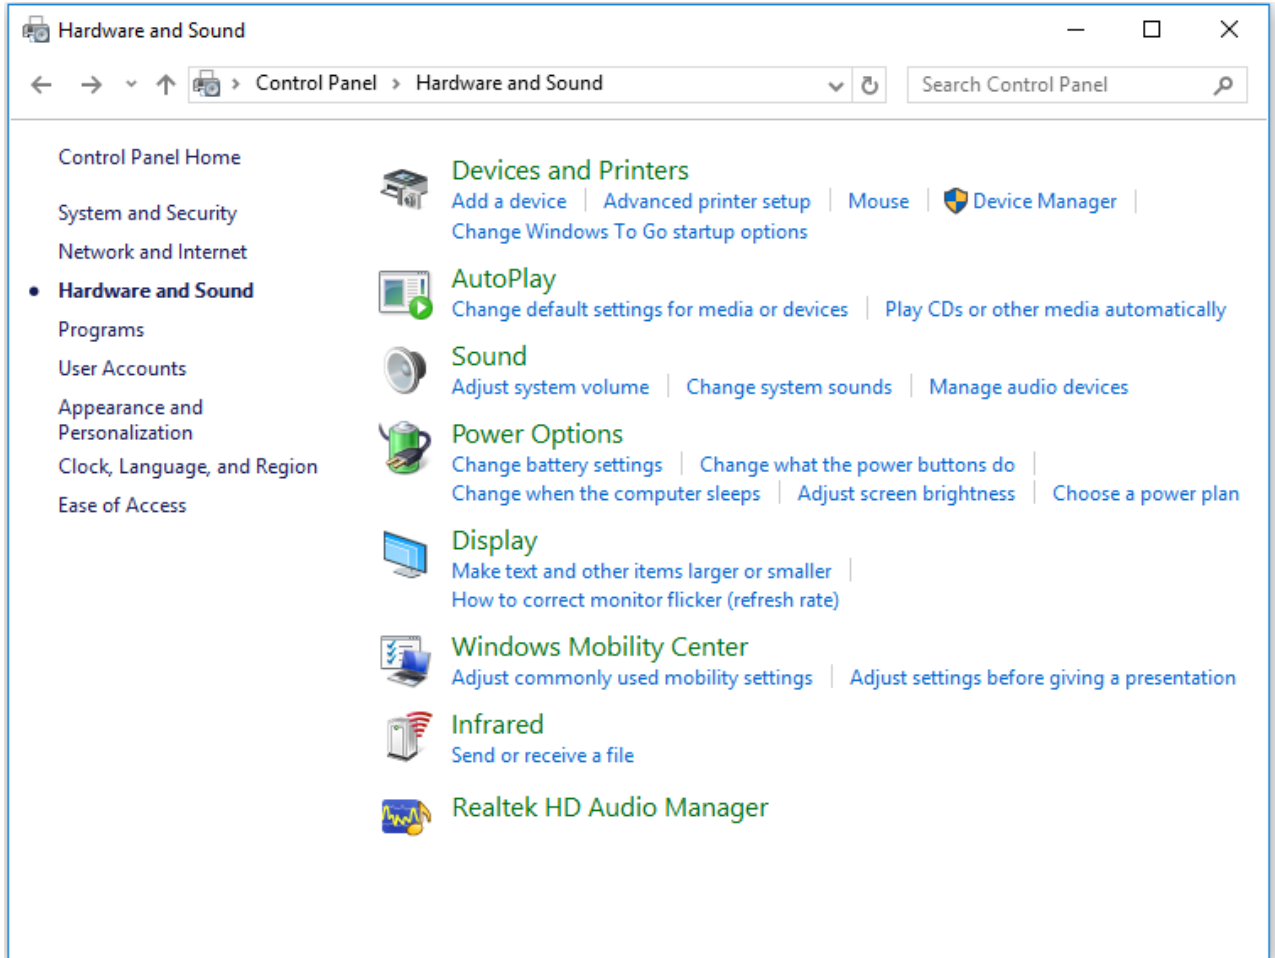 Hardware and Sound
Control Panel > Hardware and Sound
Search Control Panel
Control Panel Home
System and Security
Network and Internet
Hardware and Sound
Programs
User Accounts
Appearance and
Personalization
Clock, Language, and Region
Ease of Access
Devices and Printers
Add a device | Advanced printer setup | Mouse | Device Manager |
Change Windows To Go startup options
AutoPlay
Change default settings for media or devices | Play CDs or other media automatically
Sound
Adjust system volume | Change system sounds | Manage audio devices
Power Options
Change battery settings | Change what the power buttons do |
Change when the computer sleeps | Adjust screen brightness | Choose a power plan
Display
Make text and other items larger or smaller |
How to correct monitor flicker (refresh rate)
Windows Mobility Center
Adjust commonly used mobility settings | Adjust settings before giving a presentation
Infrared
Send or receive a file
Realtek HD Audio Manager